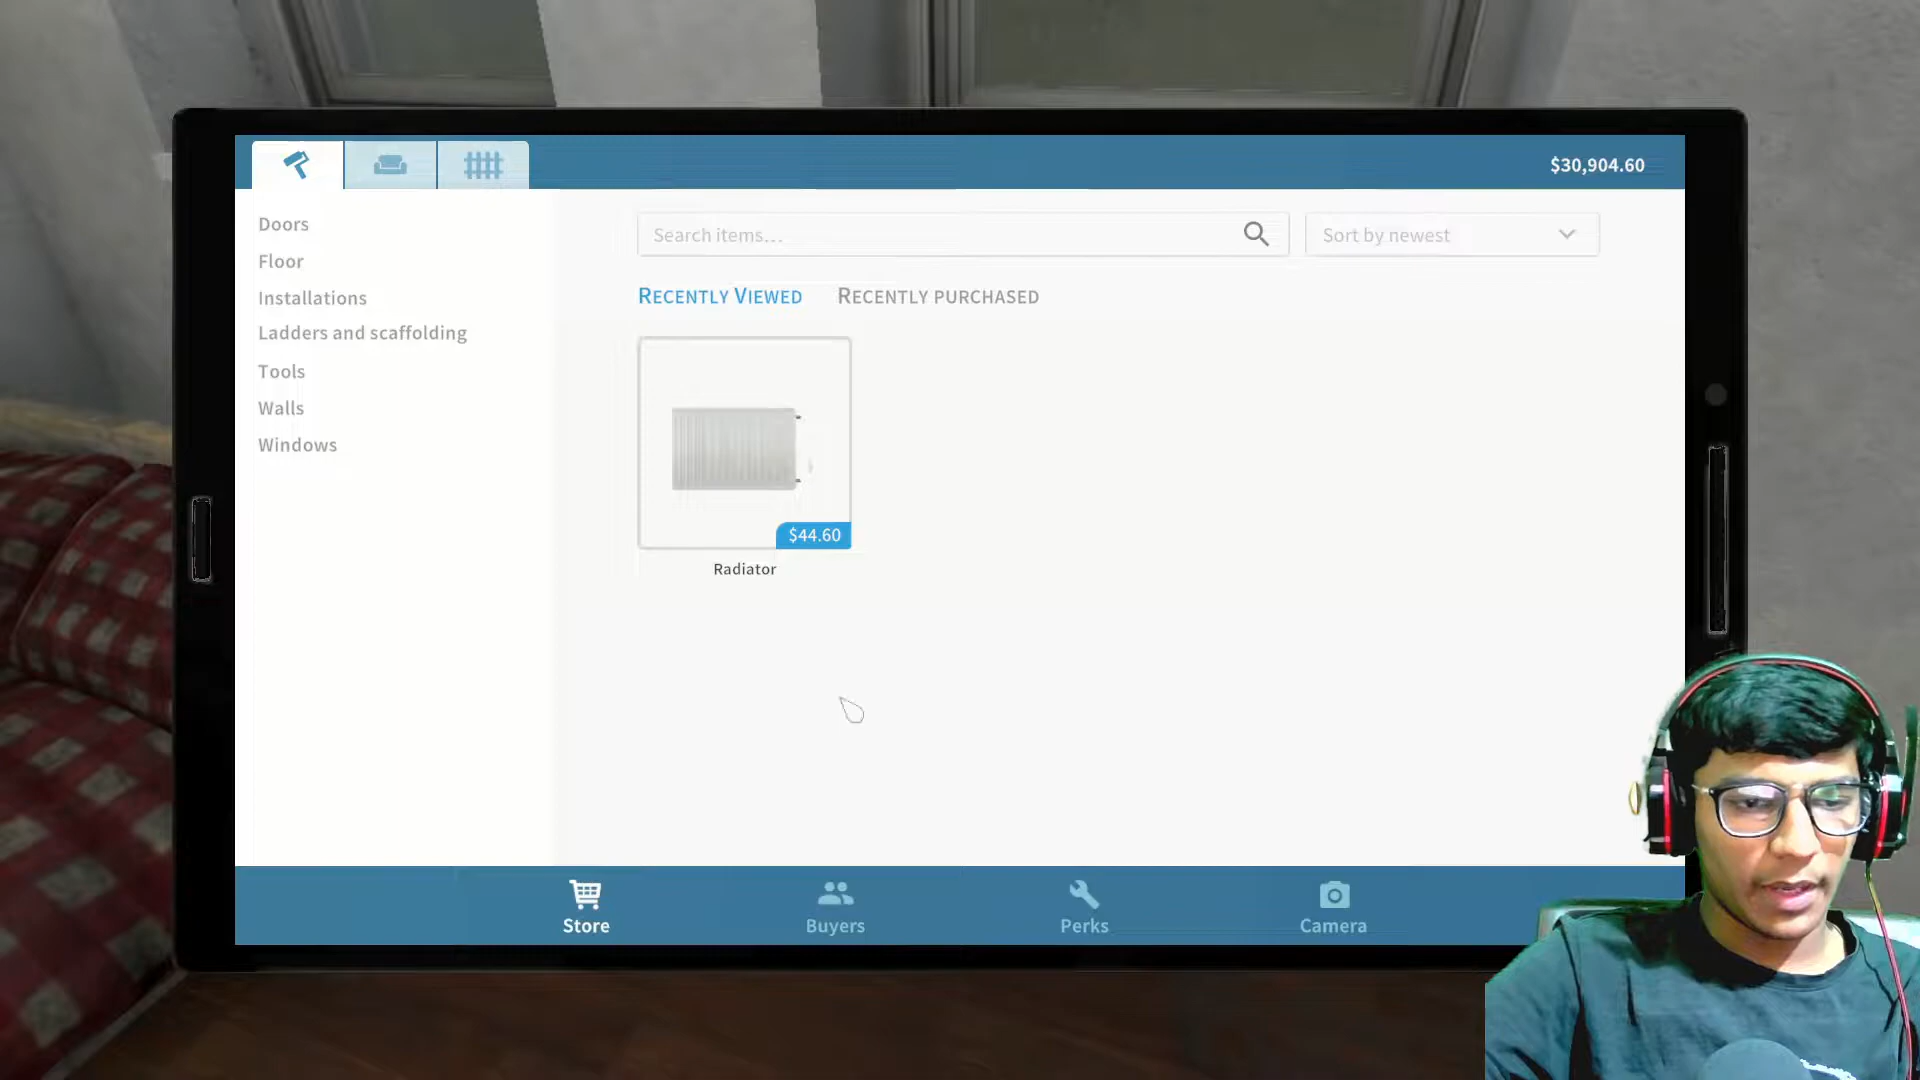 $30,904.60
Doors
Floor
Installations
Ladders and scaffolding
Tools
Walls
Windows
Search items...
Sort by newest
RECENTLY VIEWED
RECENTLY PURCHASED
$44.60
Radiator
Store
Buyers
Perks
Camera